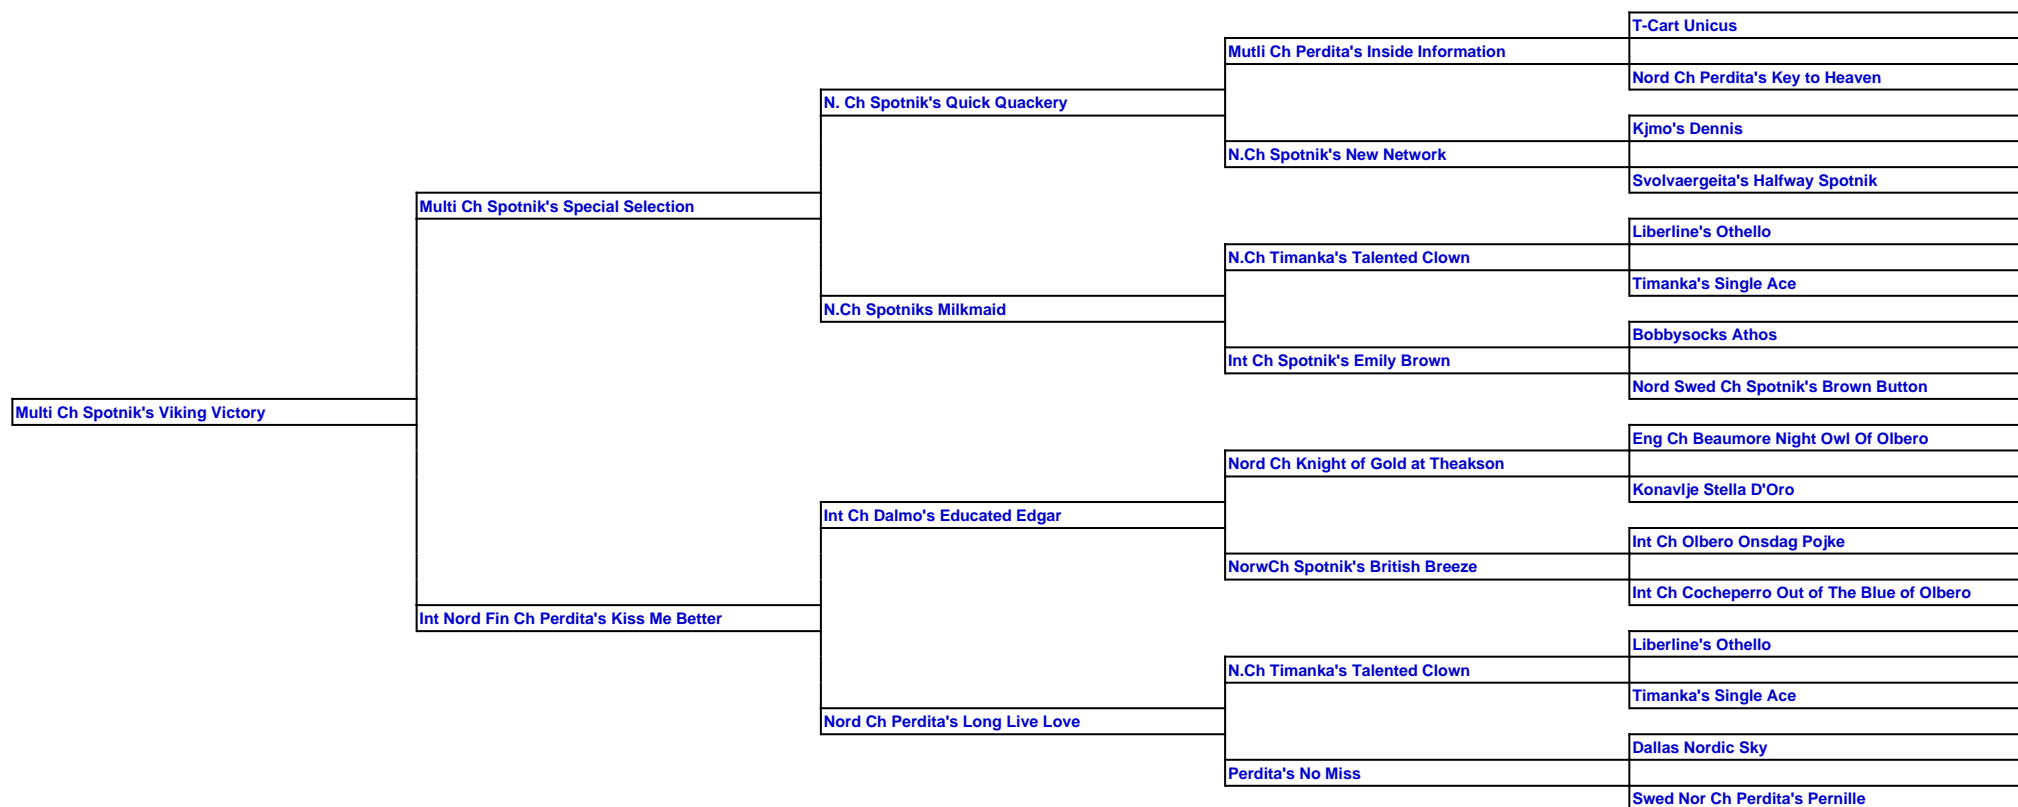 T-Cart Unicus
Mutli Ch Perdita's Inside Information
Nord Ch Perdita's Key to Heaven
N. Ch Spotnik's Quick Quackery
Kjmo's Dennis
N.Ch Spotnik's New Network
Svolvaergeita's Halfway Spotnik
Multi Ch Spotnik's Special Selection
Liberline's Othello
N.Ch Timanka's Talented Clown
Timanka's Single Ace
N.Ch Spotniks Milkmaid
Bobbysocks Athos
Int Ch Spotnik's Emily Brown
Nord Swed Ch Spotnik's Brown Button
Multi Ch Spotnik's Viking Victory
Eng Ch Beaumore Night Owl Of Olbero
Nord Ch Knight of Gold at Theakson
Konavlje Stella D'Oro
Int Ch Dalmo's Educated Edgar
Int Ch Olbero Onsdag Pojke
NorwCh Spotnik's British Breeze
Int Ch Cocheperro Out of The Blue of Olbero
Int Nord Fin Ch Perdita's Kiss Me Better
Liberline's Othello
N.Ch Timanka's Talented Clown
Timanka's Single Ace
Nord Ch Perdita's Long Live Love
Dallas Nordic Sky
Perdita's No Miss
Swed Nor Ch Perdita's Pernille